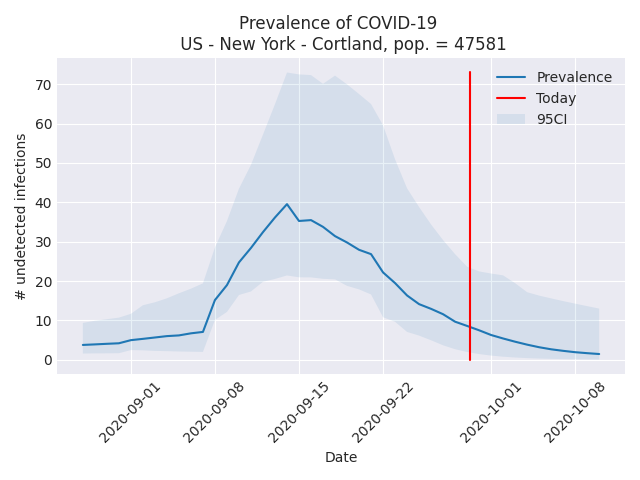 Prevalence of COVID-19
US - New York - Cortland, pop. = 47581
# undetected infections
70
60
50
40
30
20
10
0
Prevalence
Today
95CI
2020-09-01
2020-09-08
2020-09-15
2020-09-22
2020-10-01
2020-10-08
Date